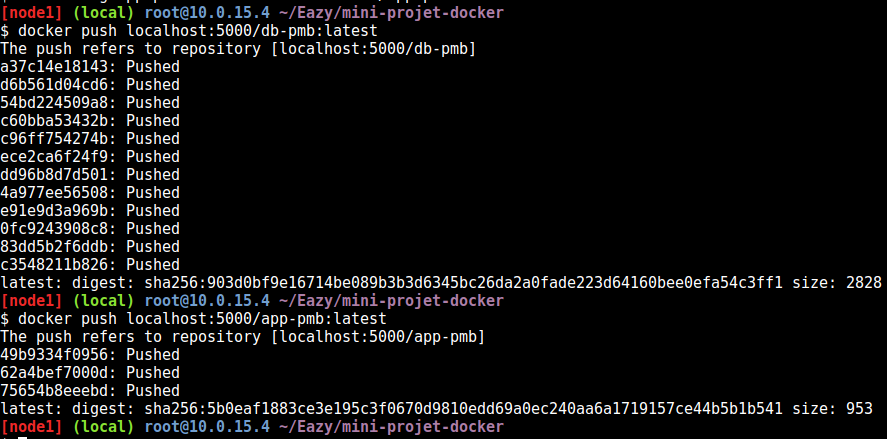 [node1] (local) root@10.0.15.4 ~/Eazy/mini-projet-docker
$ docker push localhost:5000/db-pmb:latest
The push refers to repository [localhost:5000/db-pmb]
a37c14e18143: Pushed
d6b561d04cd6: Pushed
54bd224509a8: Pushed
c60bba53432b: Pushed
c96ff754274b: Pushed
ece2ca6f24f9: Pushed
dd96b8d7d501: Pushed
4a977ee56508: Pushed
e91e9d3a969b: Pushed
0fc9243908c8: Pushed
83dd5b2f6ddb: Pushed
c3548211b826: Pushed
latest: digest: sha256:903d0bf9e16714be089b3b3d6345bc26da2a0fade223d64160bee0efa54c3ff1 size: 2828
[node1] (local) root@10.0.15.4 ~/Eazy/mini-projet-docker
$ docker push localhost:5000/app-pmb:latest
The push refers to repository [localhost:5000/app-pmb]
49b9334f0956: Pushed
62a4bef7000d: Pushed
75654b8eeebd: Pushed
latest: digest: sha256:5b0eaf1883ce3e195c3f0670d9810edd69a0ec240aa6a1719157ce44b5b1b541 size: 953
[node1] (local) root@10.0.15.4 ~/Eazy/mini-projet-docker